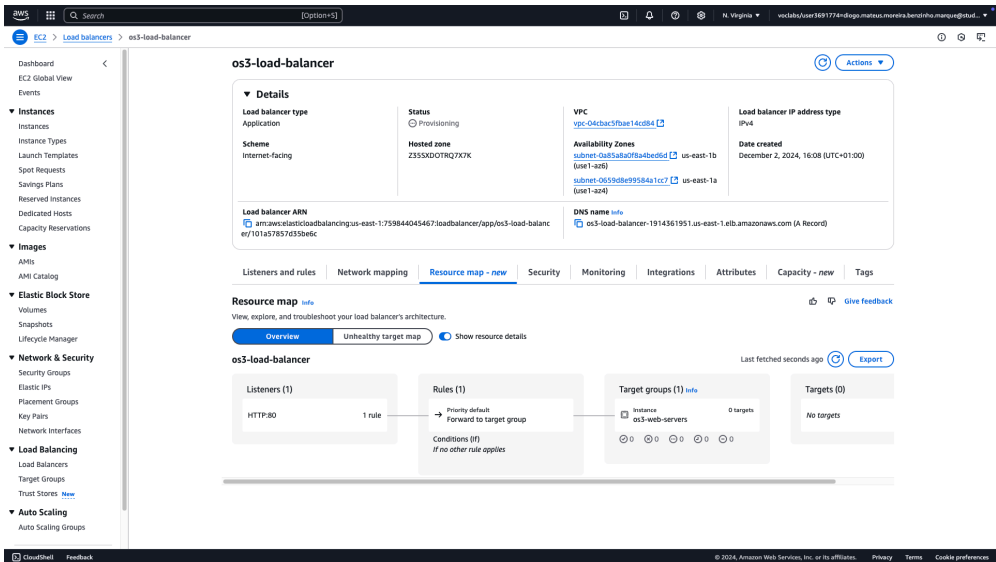 aws
Search
[Option+S]
N. Virginia
voclabs/user3691774=diogo.mateus.moreira.benzinho.marque@stud...
EC2 > Load balancers > os3-load-balancer
Dashboard
EC2 Global View
Events
Instances
Instances
Instance Types
Launch Templates
Spot Requests
Savings Plans
Reserved Instances
Dedicated Hosts
Capacity Reservations
Images
AMIs
AMI Catalog
Elastic Block Store
Volumes
Snapshots
Lifecycle Manager
Network & Security
Security Groups
Elastic IPs
Placement Groups
Key Pairs
Network Interfaces
Load Balancing
Load Balancers
Target Groups
Trust Stores New
Auto Scaling
Auto Scaling Groups
os3-load-balancer
Actions
Details
Load balancer type
Application
Status
Provisioning
VPC
vpc-04cbac5fbae14cd84
Load balancer IP address type
IPv4
Scheme
Internet-facing
Hosted zone
Z35SXDOTRQ7X7K
Availability Zones
subnet-0a85a8a0f8a4bed6d us-east-1b
(use1-az6)
subnet-0659d8e99584a1cc7 us-east-1a
(use1-az4)
Date created
December 2, 2024, 16:08 (UTC+01:00)
Load balancer ARN
arn:aws:elasticloadbalancing:us-east-1:759844045467:loadbalancer/app/os3-load-balanc
er/101a57857d35be6c
DNS name Info
os3-load-balancer-1914361951.us-east-1.elb.amazonaws.com (A Record)
Listeners and rules
Network mapping
Resource map - new
Security
Monitoring
Integrations
Attributes
Capacity - new
Tags
Resource map Info
Give feedback
View, explore, and troubleshoot your load balancer's architecture.
Overview
Unhealthy target map
Show resource details
os3-load-balancer
Last fetched seconds ago
Export
Listeners (1)
HTTP:80
1 rule
Rules (1)
Priority default
Forward to target group
Conditions (If)
If no other rule applies
Target groups (1) Info
Instance
0 targets
os3-web-servers
0 0 0 0 0
Targets (0)
No targets
CloudShell
Feedback
© 2024, Amazon Web Services, Inc. or its affiliates.
Privacy
Terms
Cookie preferences